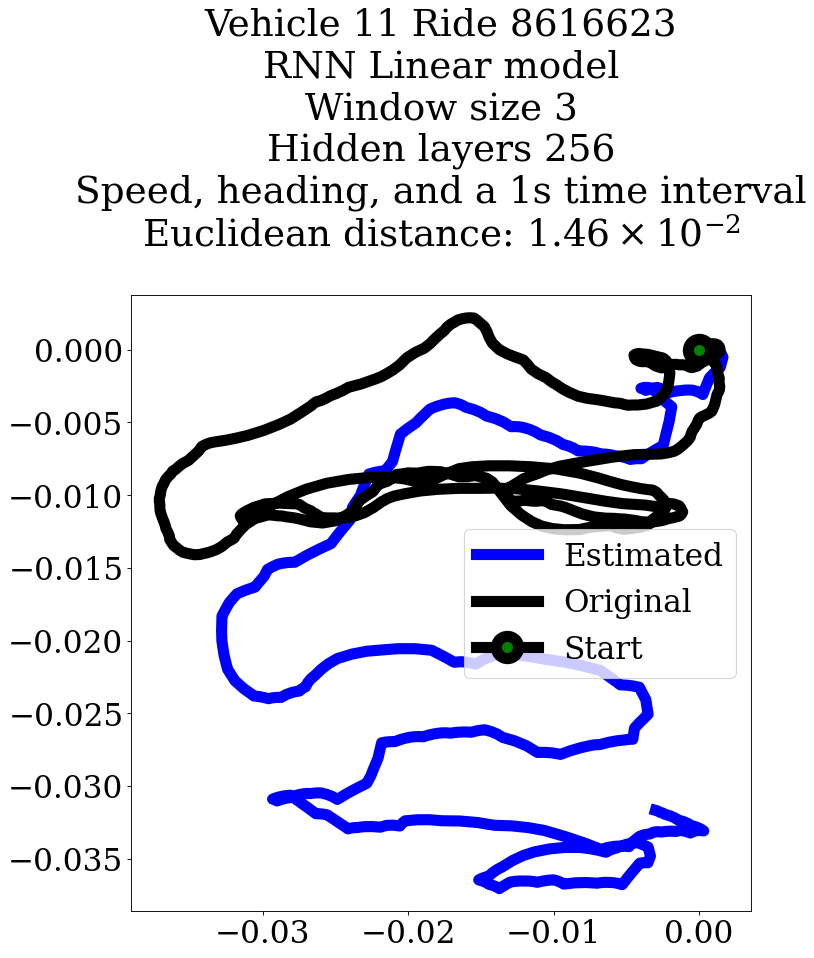 Vehicle 11 Ride 8616623
RNN Linear model
Window size 3
Hidden layers 256
Speed, heading, and a 1s time interval
Euclidean distance: 1.46 × 10⁻²
0.000
−0.005
−0.010
−0.015
−0.020
−0.025
−0.030
−0.035
Estimated
Original
Start
−0.03 −0.02 −0.01 0.00